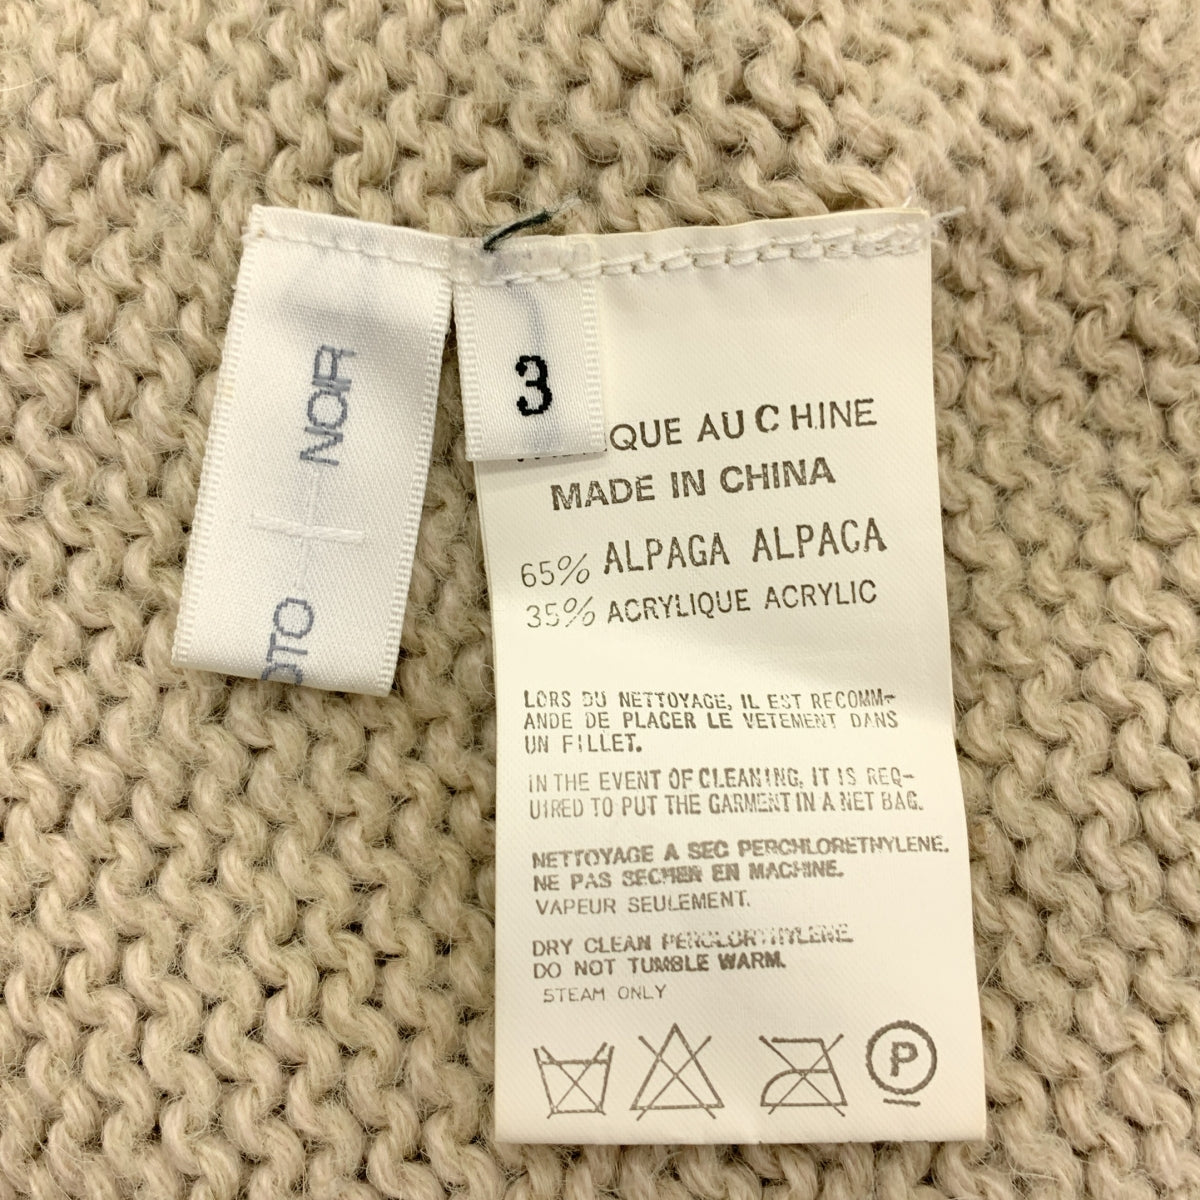 NOIR
OTO
3
QUE AU CHINE
MADE IN CHINA
65% ALPAGA ALPACA
35% ACRYLIQUE ACRYLIC
LORS DU NETTOYAGE, IL EST RECOMM-
ANDE DE PLACER LE VETEMENT DANS
UN FILLET.
IN THE EVENT OF CLEANING, IT IS REQ-
UIRED TO PUT THE GARMENT IN A NET BAG.
NETTOYAGE A SEC PERCHLORETHYLENE.
NE PAS SECHER EN MACHINE.
VAPEUR SEULEMENT.
DRY CLEAN
DO NOT TUMBLE WARM.
STEAM ONLY
P